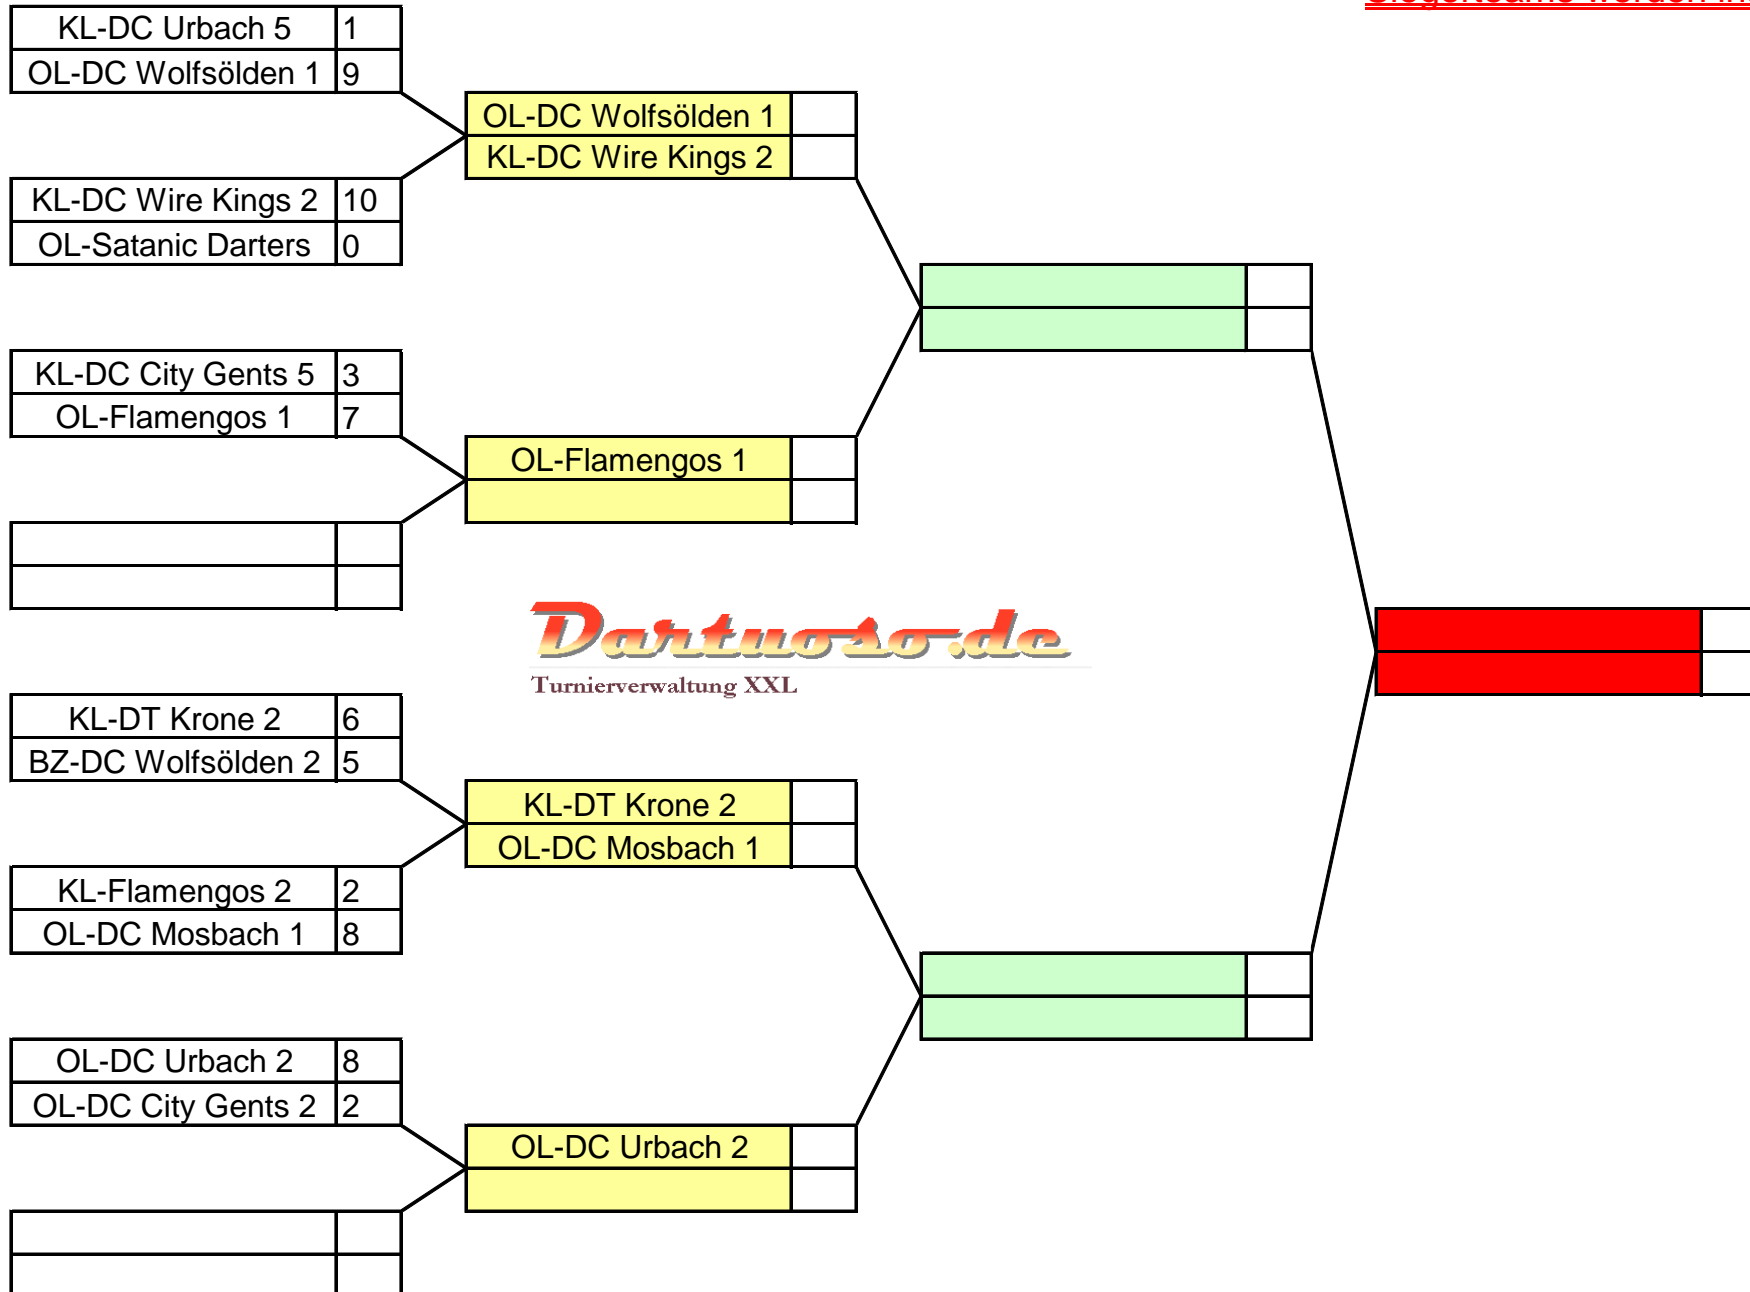 KL-DC Urbach 5 1
OL-DC Wolfsölden 1 9
OL-DC Wolfsölden 1
KL-DC Wire Kings 2
KL-DC Wire Kings 2 10
OL-Satanic Darters 0
KL-DC City Gents 5 3
OL-Flamengos 1 7
OL-Flamengos 1
Dartuoso.de
Turnierverwaltung XXL
KL-DT Krone 2 6
BZ-DC Wolfsölden 2 5
KL-DT Krone 2
OL-DC Mosbach 1
KL-Flamengos 2 2
OL-DC Mosbach 1 8
OL-DC Urbach 2 8
OL-DC City Gents 2 2
OL-DC Urbach 2